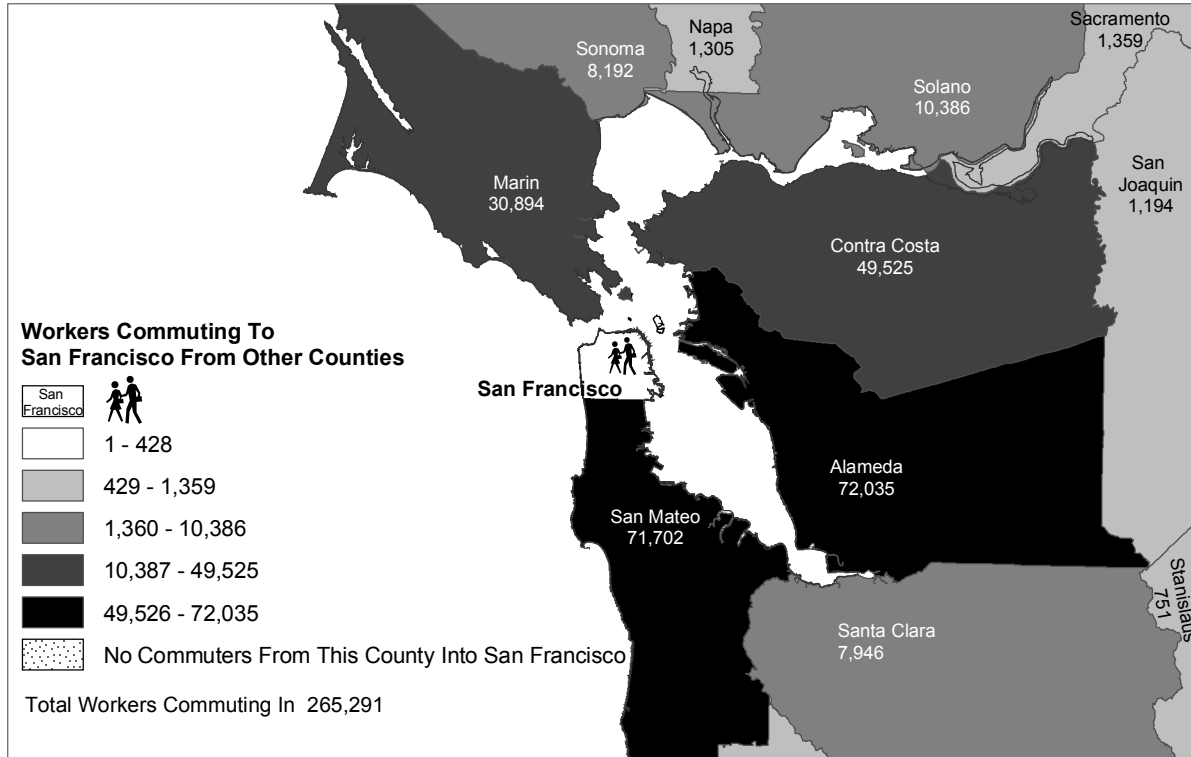 Sacramento
1,359
Napa
1,305
Sonoma
8,192
Solano
10,386
San
Joaquin
1,194
Marin
30,894
Contra Costa
49,525
San Francisco
Alameda
72,035
San Mateo
71,702
Stanislaus
751
Santa Clara
7,946
Workers Commuting To
San Francisco From Other Counties
San
Francisco
1 - 428
429 - 1,359
1,360 - 10,386
10,387 - 49,525
49,526 - 72,035
No Commuters From This County Into San Francisco
Total Workers Commuting In 265,291